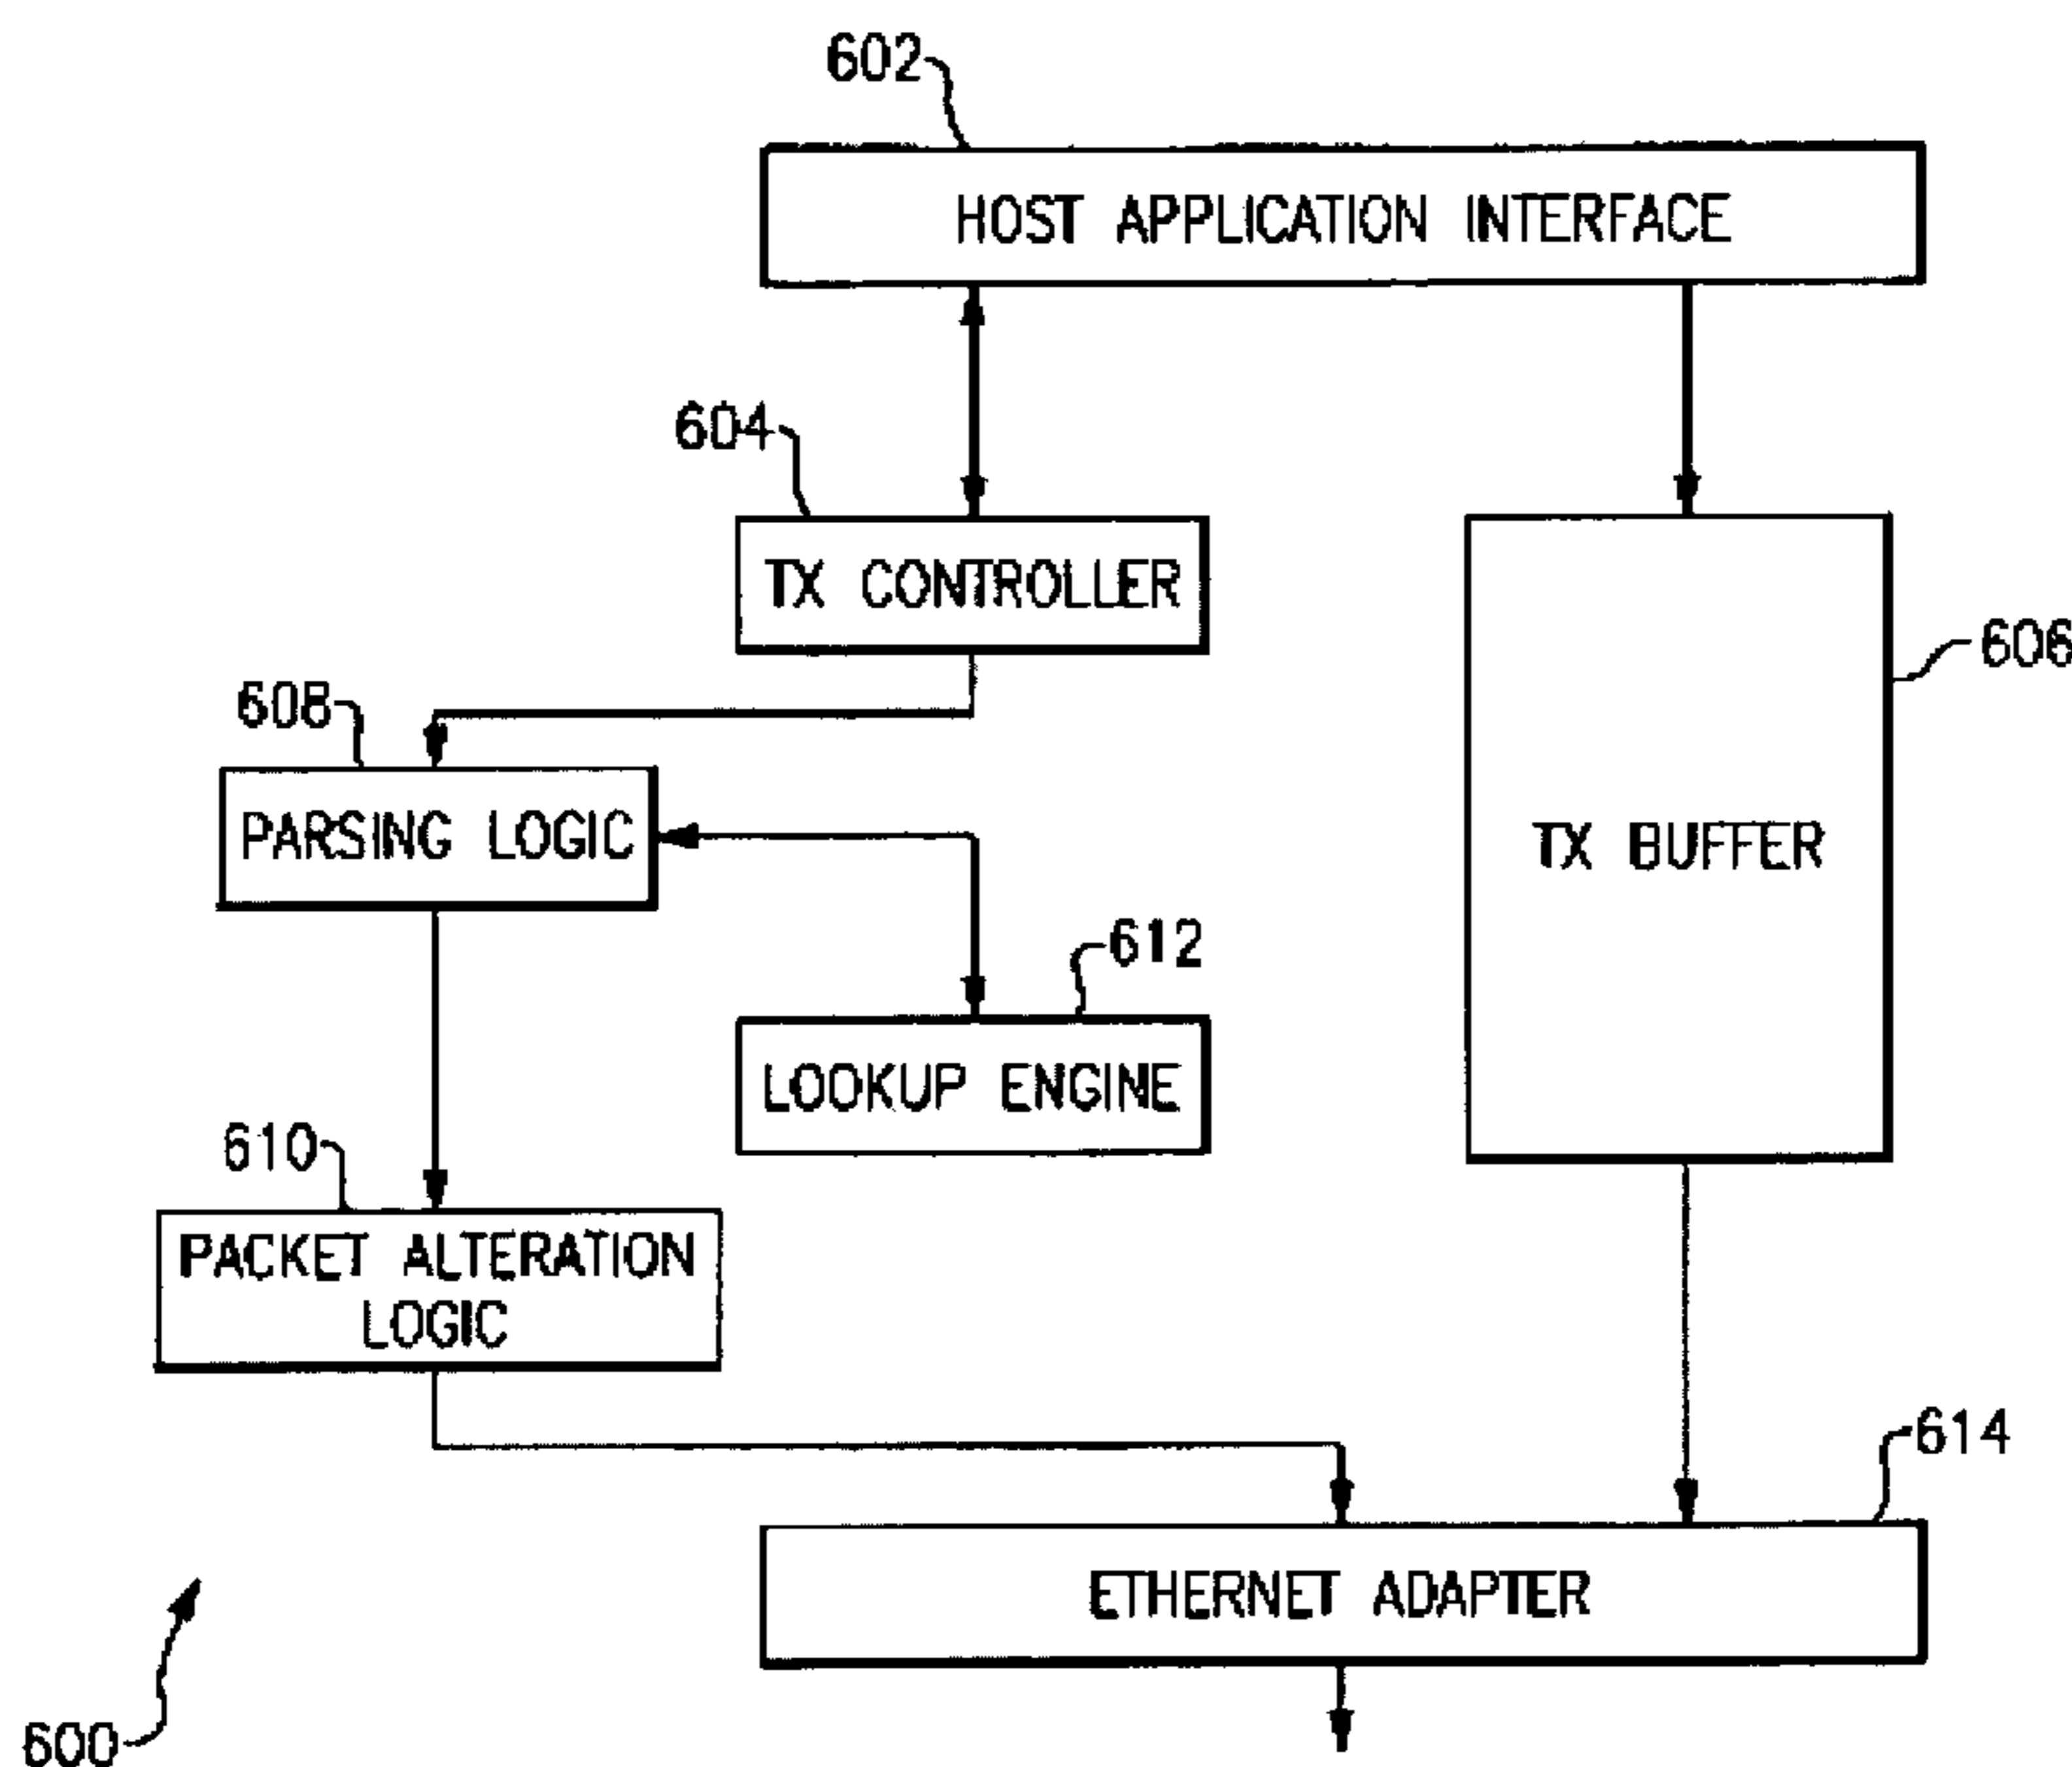 602
HOST APPLICATION INTERFACE
604
TX CONTROLLER
606
608
PARSING LOGIC
TX BUFFER
612
LOOKUP ENGINE
610
PACKET ALTERATION
LOGIC
614
ETHERNET ADAPTER
600